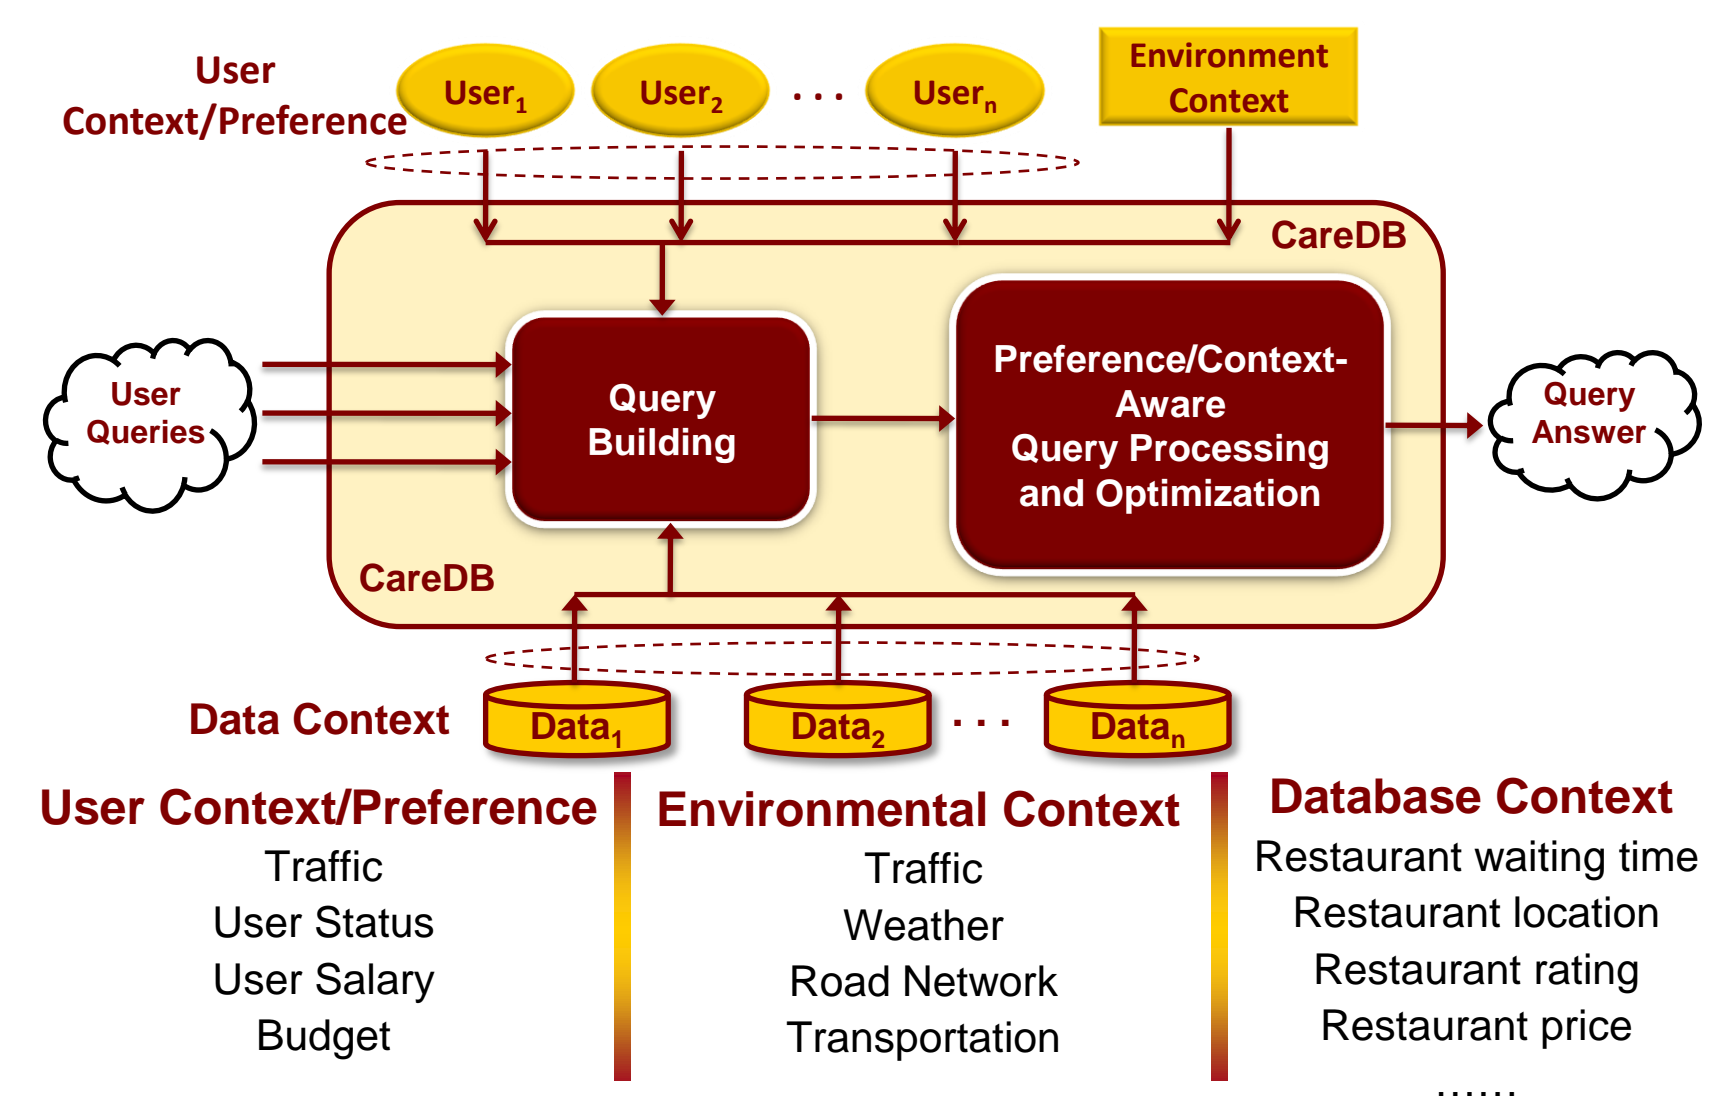 User
Context/Preference
User1
User2
...
Usern
Environment
Context
CareDB
User
Queries
Query
Building
Preference/Context-
Aware
Query Processing
and Optimization
Query
Answer
CareDB
Data Context
Data1
Data2
...
Datan
User Context/Preference
Traffic
User Status
User Salary
Budget
Environmental Context
Traffic
Weather
Road Network
Transportation
Database Context
Restaurant waiting time
Restaurant location
Restaurant rating
Restaurant price
.......